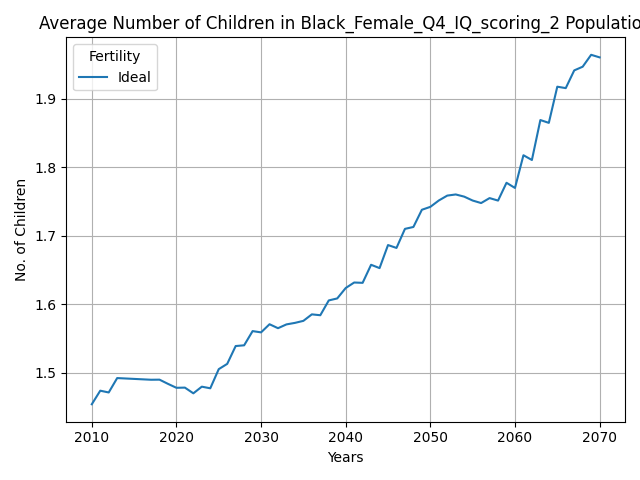 Average Number of Children in Black_Female_Q4_IQ_scoring_2 Populatio
Fertility
Ideal
No. of Children
1.9
1.8
1.7
1.6
1.5
2010 2020 2030 2040 2050 2060 2070
Years